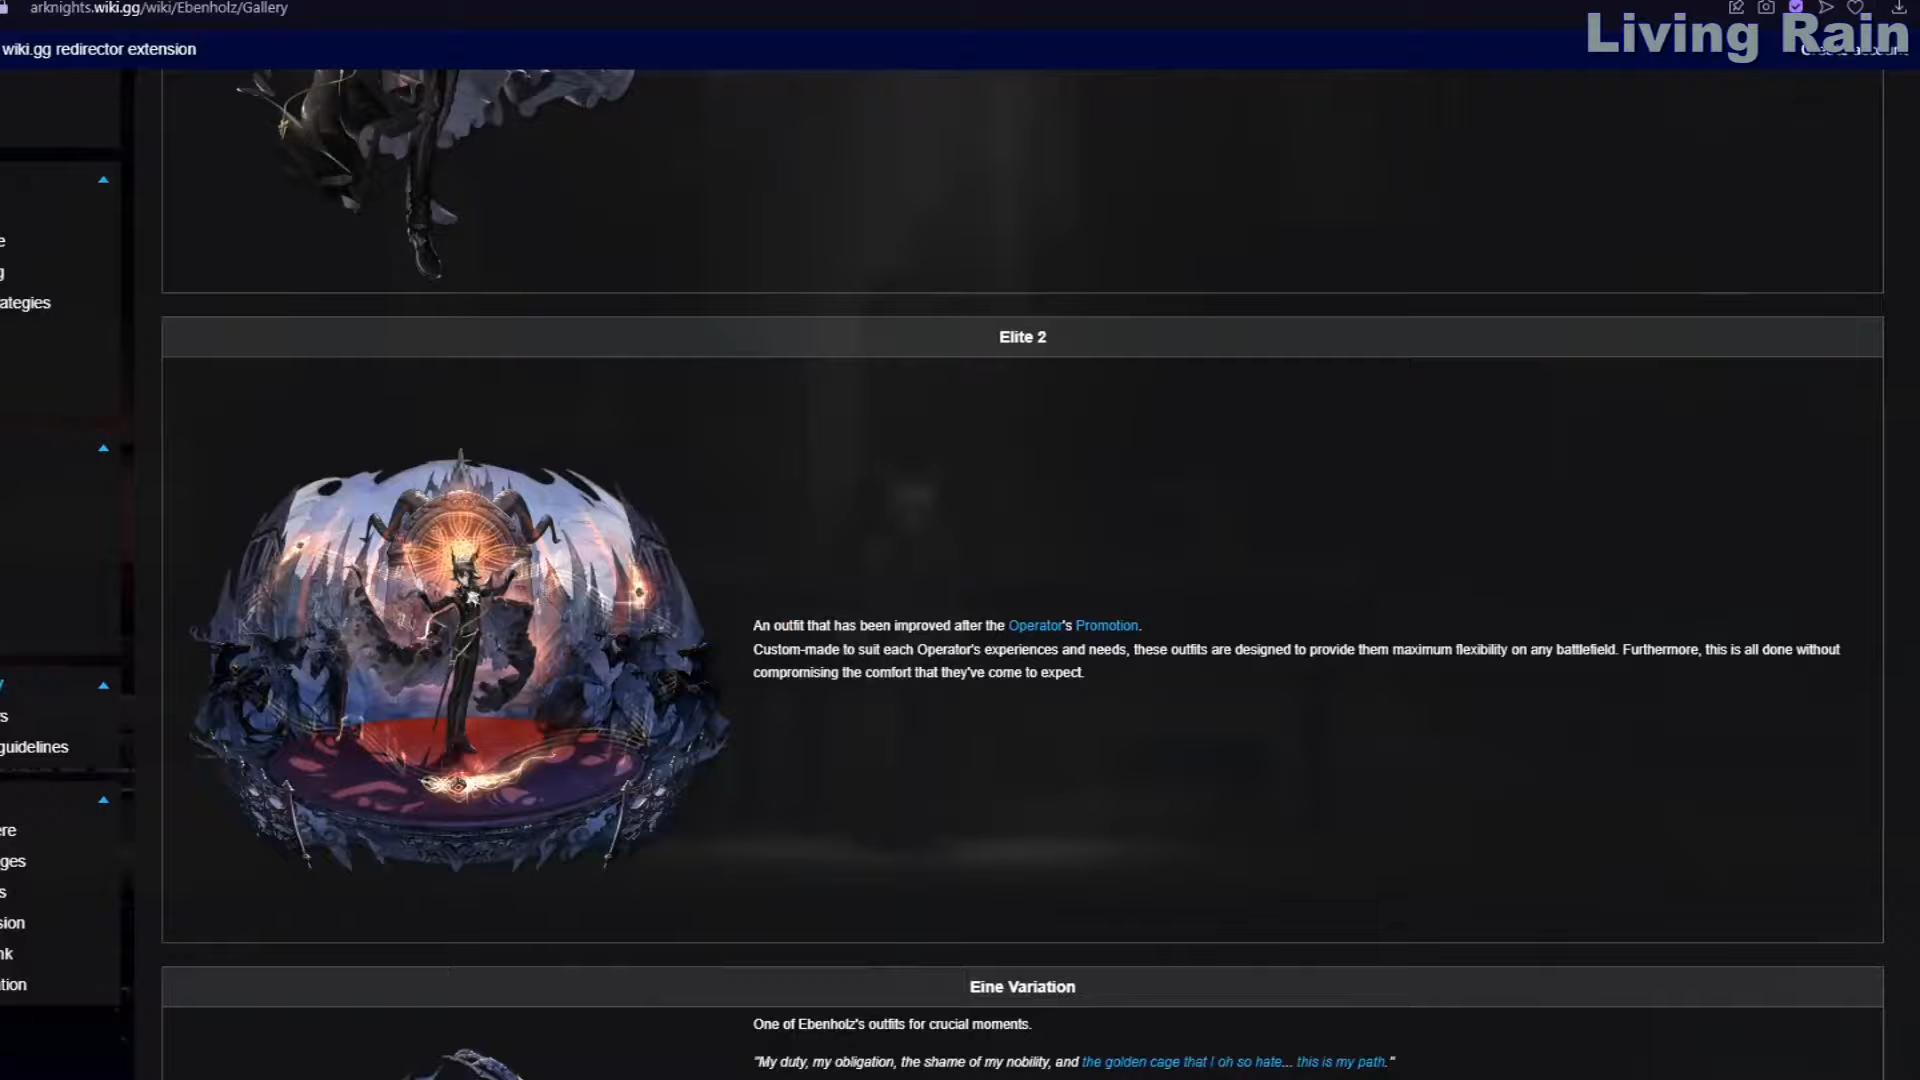 arknights.wiki.gg/wiki/Ebenholz/Gallery
Living Rain
wiki.gg redirector extension
e
g
ategies
Elite 2
An outfit that has been improved after the Operator's Promotion.
Custom-made to suit each Operator's experiences and needs, these outfits are designed to provide them maximum flexibility on any battlefield. Furthermore, this is all done without
compromising the comfort that they've come to expect.
y
s
guidelines
ere
ges
s
sion
nk
tion
Eine Variation
One of Ebenholz's outfits for crucial moments.
"My duty, my obligation, the shame of my nobility, and the golden cage that I oh so hate... this is my path."